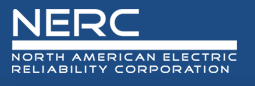 NERC
NORTH AMERICAN ELECTRIC
RELIABILITY CORPORATION